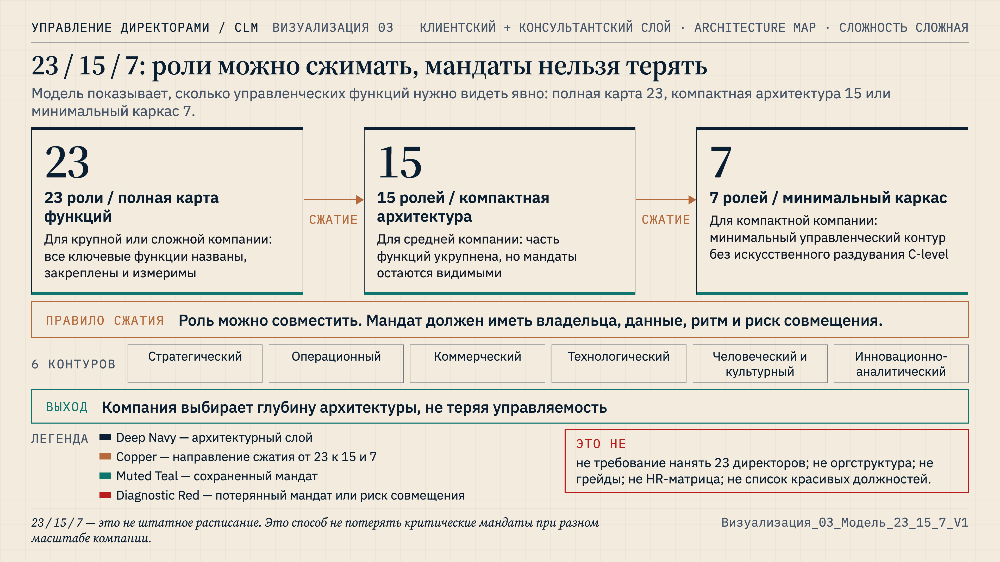 УПРАВЛЕНИЕ ДИРЕКТОРАМИ / CLM ВИЗУАЛИЗАЦИЯ 03 КЛИЕНТСКИЙ + КОНСУЛЬТАНТСКИЙ СЛОЙ · ARCHITECTURE MAP · СЛОЖНОСТЬ СЛОЖНАЯ
23 / 15 / 7: роли можно сжимать, мандаты нельзя терять
Модель показывает, сколько управленческих функций нужно видеть явно: полная карта 23, компактная архитектура 15 или
минимальный каркас 7.
23
23 роли / полная карта
функций
Для крупной или сложной компании:
все ключевые функции названы,
закреплены и измеримы
СЖАТИЕ
15
15 ролей / компактная
архитектура
Для средней компании: часть
функций укрупнена, но мандаты
остаются видимыми
СЖАТИЕ
7
7 ролей / минимальный каркас
Для компактной компании:
минимальный управленческий контур
без искусственного раздувания C-level
ПРАВИЛО СЖАТИЯ Роль можно совместить. Мандат должен иметь владельца, данные, ритм и риск совмещения.
6 КОНТУРОВ
Стратегический
Операционный
Коммерческий
Технологический
Человеческий и
культурный
Инновационно-
аналитический
ВЫХОД Компания выбирает глубину архитектуры, не теряя управляемость
ЛЕГЕНДА
Deep Navy — архитектурный слой
Copper — направление сжатия от 23 к 15 и 7
Muted Teal — сохраненный мандат
Diagnostic Red — потерянный мандат или риск совмещения
ЭТО НЕ
не требование нанять 23 директоров; не оргструктура; не
грейды; не HR-матрица; не список красивых должностей.
23 / 15 / 7 — это не штатное расписание. Это способ не потерять критические мандаты при разном
масштабе компании.
Визуализация_03_Модель_23_15_7_V1